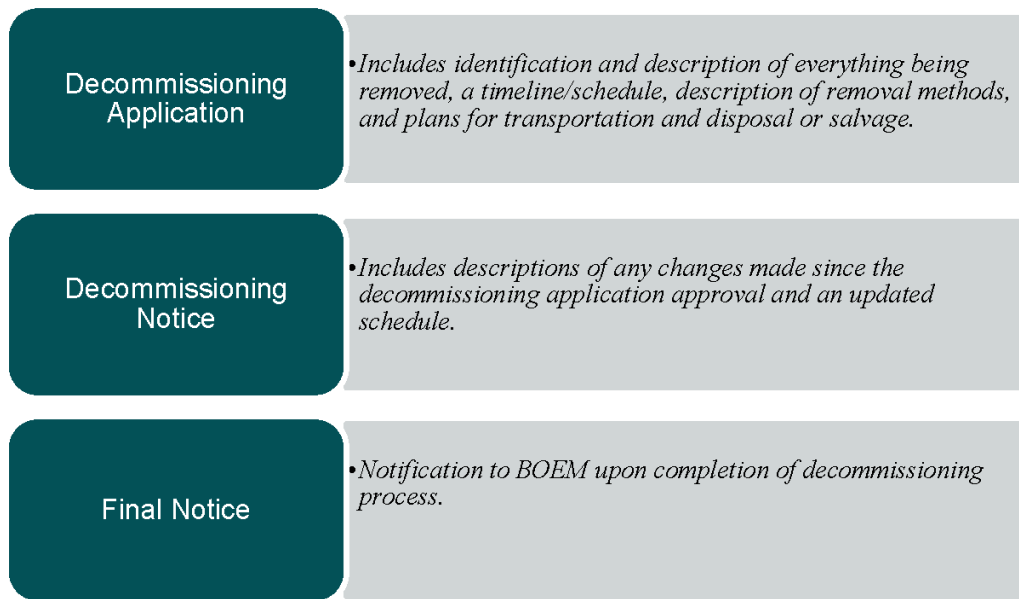 Decommissioning
Application
•Includes identification and description of everything being
removed, a timeline/schedule, description of removal methods,
and plans for transportation and disposal or salvage.
Decommissioning
Notice
•Includes descriptions of any changes made since the
decommissioning application approval and an updated
schedule.
Final Notice
•Notification to BOEM upon completion of decommissioning
process.